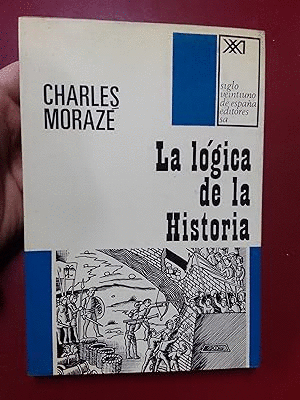 XXI
siglo
veintiuno
de españa
editores
sa
CHARLES
MORAZE
La lógica
de la
Historia